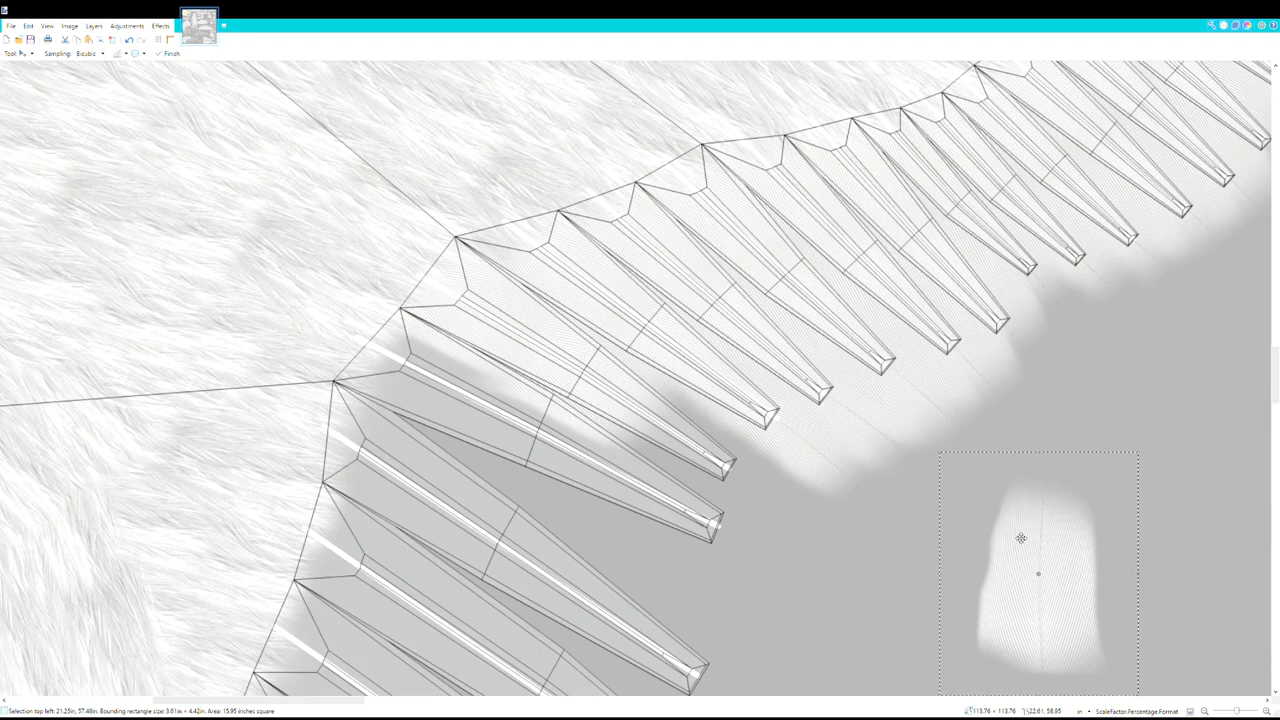 File Edit View Image Layers Adjustments Effects
Tool: Sampling: Bicubic Finish
Selection top left: 21.25in, 57.48in. Bounding rectangle size: 3.61in × 4.42in. Area: 15.95 inches square
113.76 × 113.76
22.61, 58.95
in
ScaleFactor.Percentage.Format